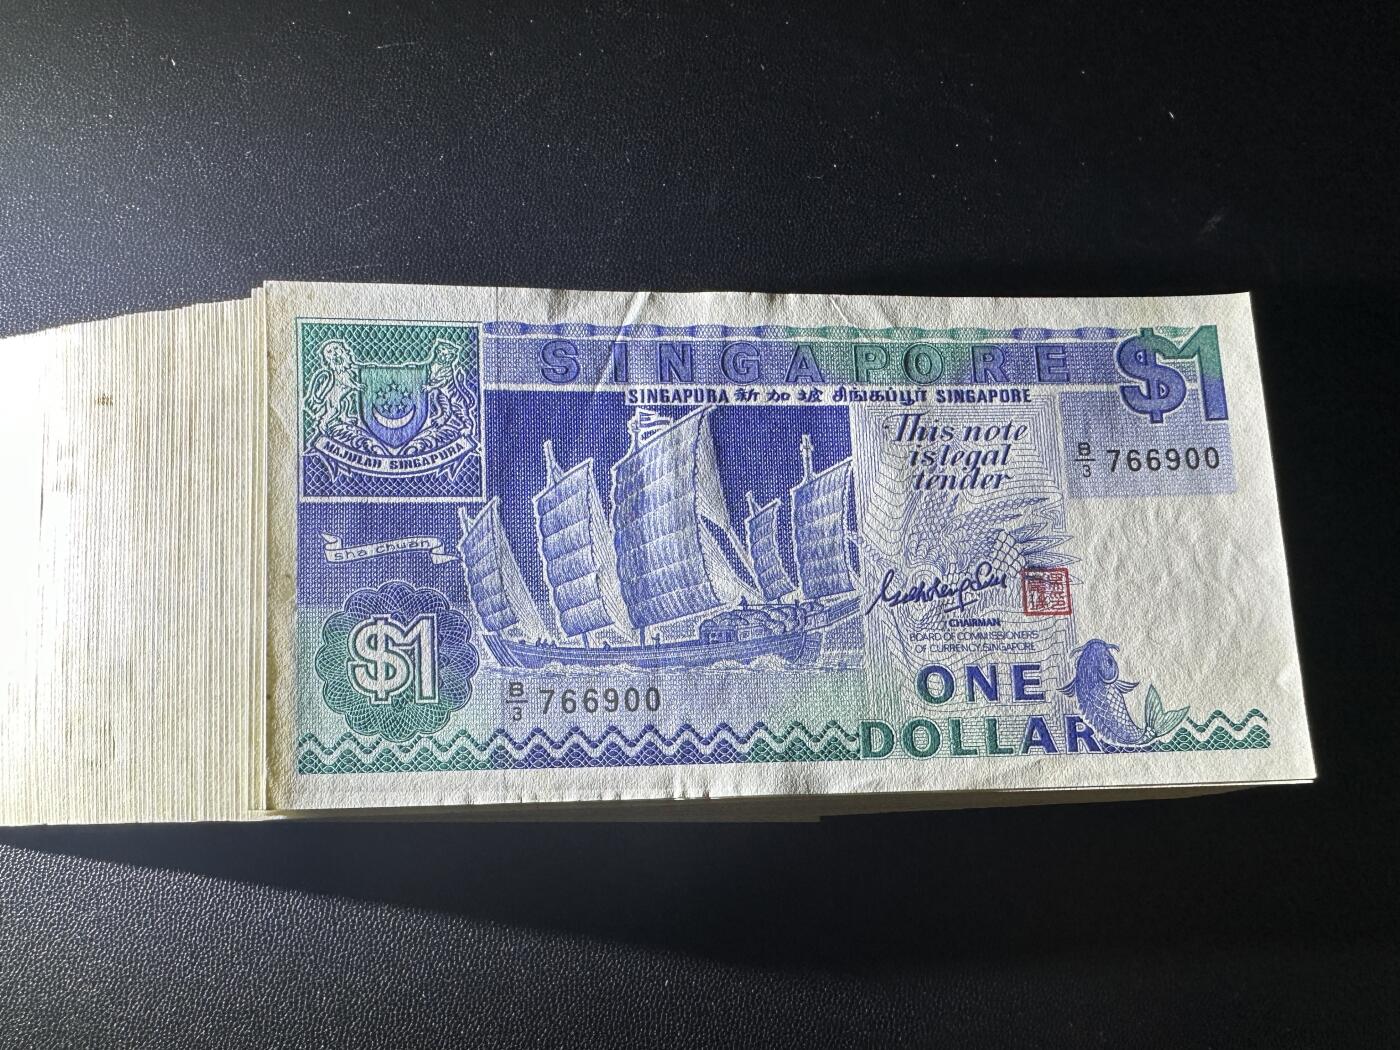 SINGAPORE
$1
SINGAPURA 新加坡 சிங்கப்பூர் SINGAPORE
MAJULAH SINGAPURA
This note
is legal
tender
B/3 766900
sha chuan
$1
CHAIRMAN
BOARD OF COMMISSIONERS
OF CURRENCY, SINGAPORE
B/3 766900
ONE
DOLLAR